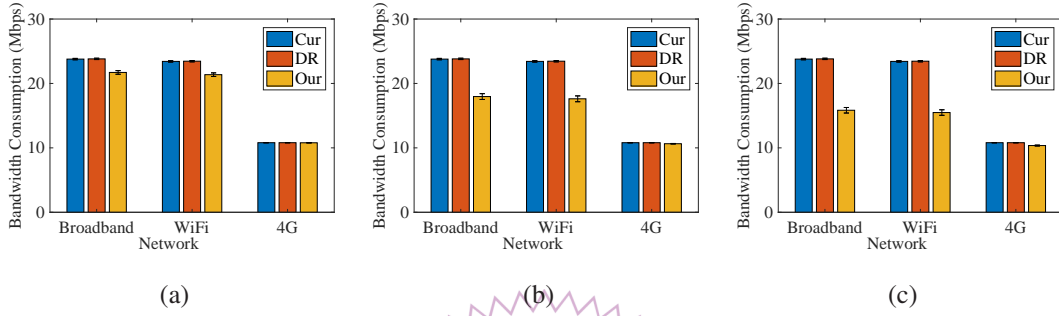 Bandwidth Consumption (Mbps)
30
20
10
0
Cur
DR
Our
Broadband
WiFi
4G
Network
(a)
Bandwidth Consumption (Mbps)
30
20
10
0
Cur
DR
Our
Broadband
WiFi
4G
Network
(b)
Bandwidth Consumption (Mbps)
30
20
10
0
Cur
DR
Our
Broadband
WiFi
4G
Network
(c)